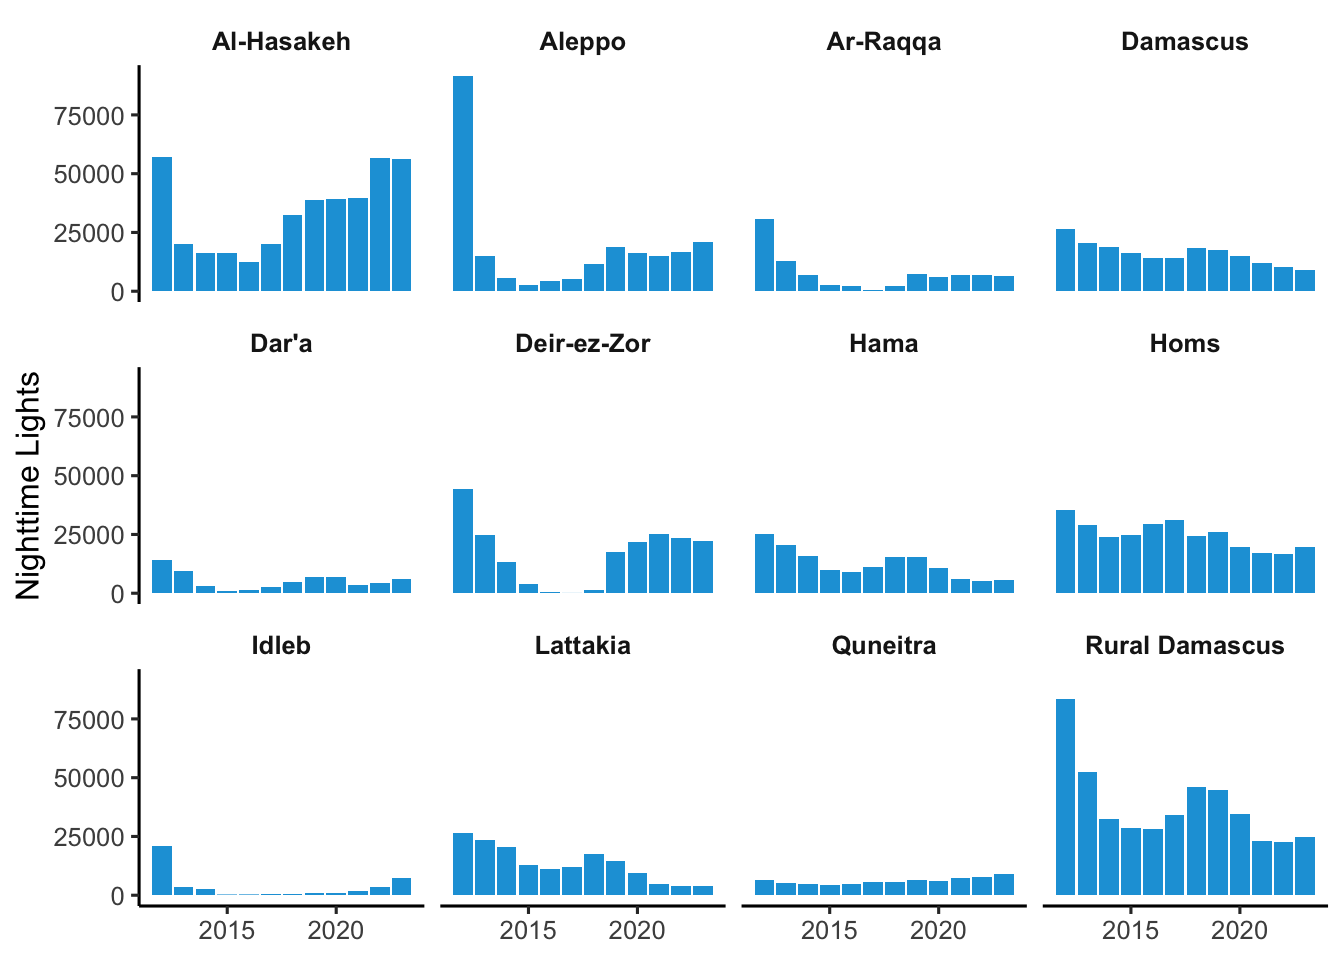 Al-Hasakeh Aleppo Ar-Raqqa Damascus
75000
50000
25000
0
Dar'a Deir-ez-Zor Hama Homs
Nighttime Lights
75000
50000
25000
0
Idleb Lattakia Quneitra Rural Damascus
75000
50000
25000
0
2015 2020 2015 2020 2015 2020 2015 2020